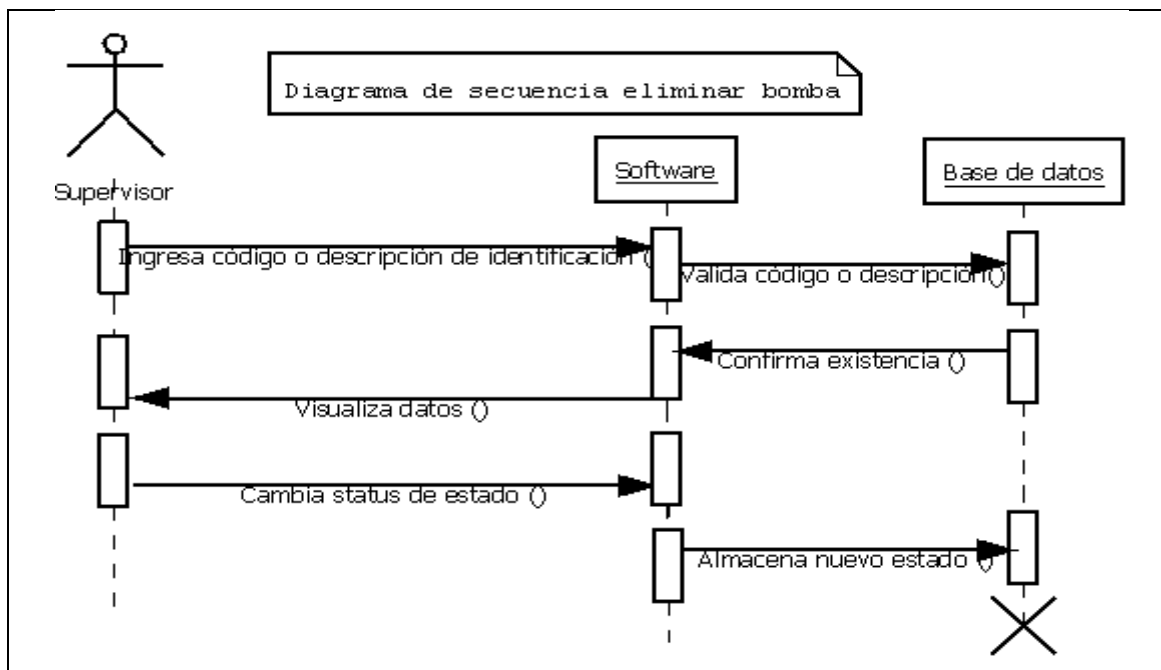 Diagrama de secuencia eliminar bomba
Supervisor
Software
Base de datos
Ingresa código o descripción de identificación ()
Valida código o descripción()
Confirma existencia ()
Visualiza datos ()
Cambia status de estado ()
Almacena nuevo estado ()